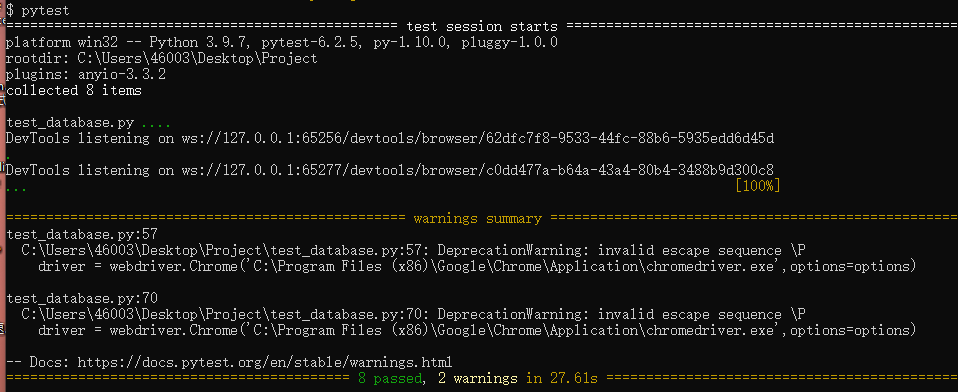 $ pytest
============================= test session starts =============================
platform win32 -- Python 3.9.7, pytest-6.2.5, py-1.10.0, pluggy-1.0.0
rootdir: C:\Users\46003\Desktop\Project
plugins: anyio-3.3.2
collected 8 items
test_database.py ....
DevTools listening on ws://127.0.0.1:65256/devtools/browser/62dfc7f8-9533-44fc-88b6-5935edd6d45d
.
DevTools listening on ws://127.0.0.1:65277/devtools/browser/c0dd477a-b64a-43a4-80b4-3488b9d300c8
... [100%]
============================= warnings summary =============================
test_database.py:57
C:\Users\46003\Desktop\Project\test_database.py:57: DeprecationWarning: invalid escape sequence \P
driver = webdriver.Chrome('C:\Program Files (x86)\Google\Chrome\Application\chromedriver.exe',options=options)
test_database.py:70
C:\Users\46003\Desktop\Project\test_database.py:70: DeprecationWarning: invalid escape sequence \P
driver = webdriver.Chrome('C:\Program Files (x86)\Google\Chrome\Application\chromedriver.exe',options=options)
-- Docs: https://docs.pytest.org/en/stable/warnings.html
============================= 8 passed, 2 warnings in 27.61s =============================